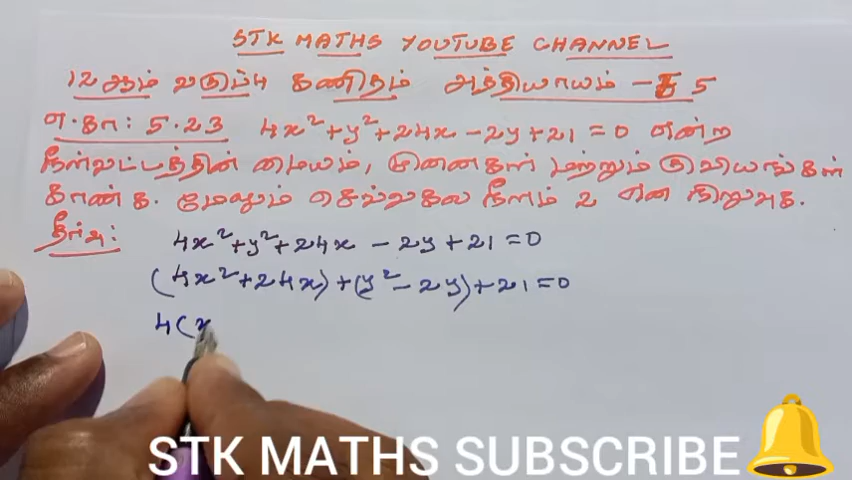 STK MATHS YOUTUBE CHANNEL
12 ஆம் வகுப்பு கணிதம் அத்தியாயம் - 5
எ.கா: 5.23 4x²+y²+24x-2y+21=0 என்ற
நீள்வட்டத்தின் மையம், முனைகள் மற்றும் குவியங்கள்
காண்க. மேலும் செவ்வகல நீளம் 2 என நிறுவுக.
தீர்வு: 4x²+y²+24x-2y+21=0
(4x²+24x)+(y²-2y)+21=0
4(x
STK MATHS SUBSCRIBE